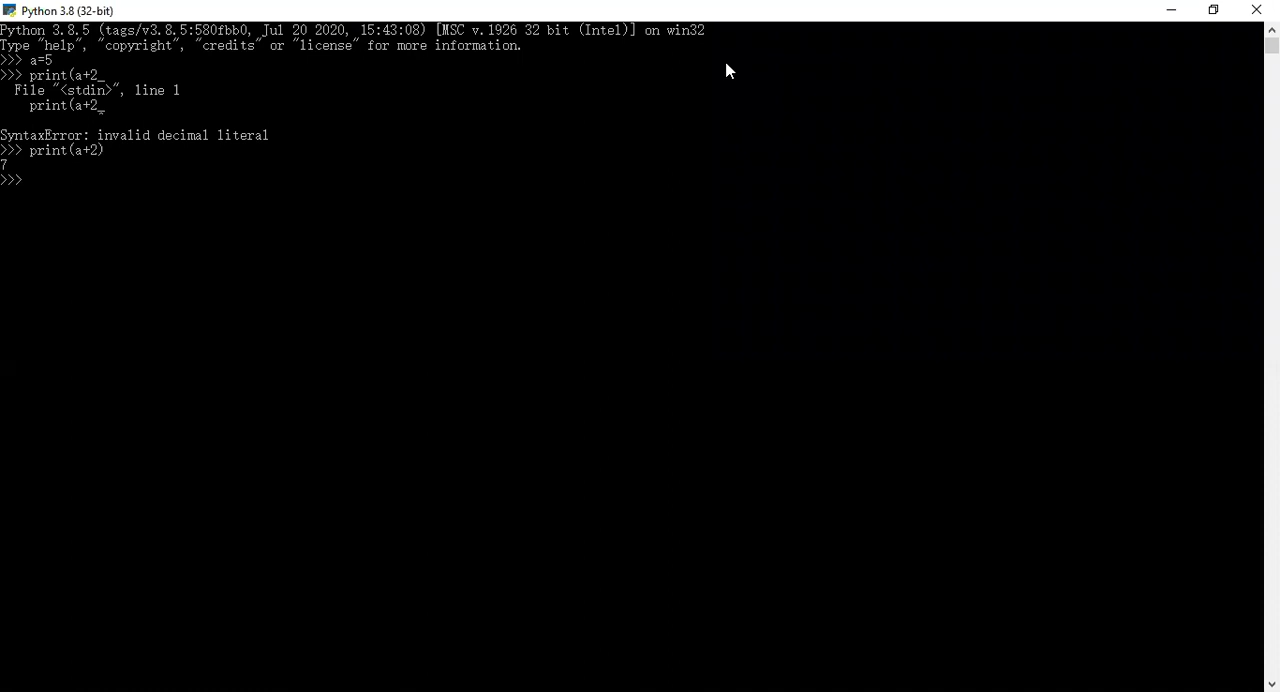 Python 3.8 (32-bit)
Python 3.8.5 (tags/v3.8.5:580fbb0, Jul 20 2020, 15:43:08) [MSC v.1926 32 bit (Intel)] on win32
Type "help", "copyright", "credits" or "license" for more information.
>>> a=5
>>> print(a+2_
  File "<stdin>", line 1
    print(a+2_
             ^
SyntaxError: invalid decimal literal
>>> print(a+2)
7
>>>